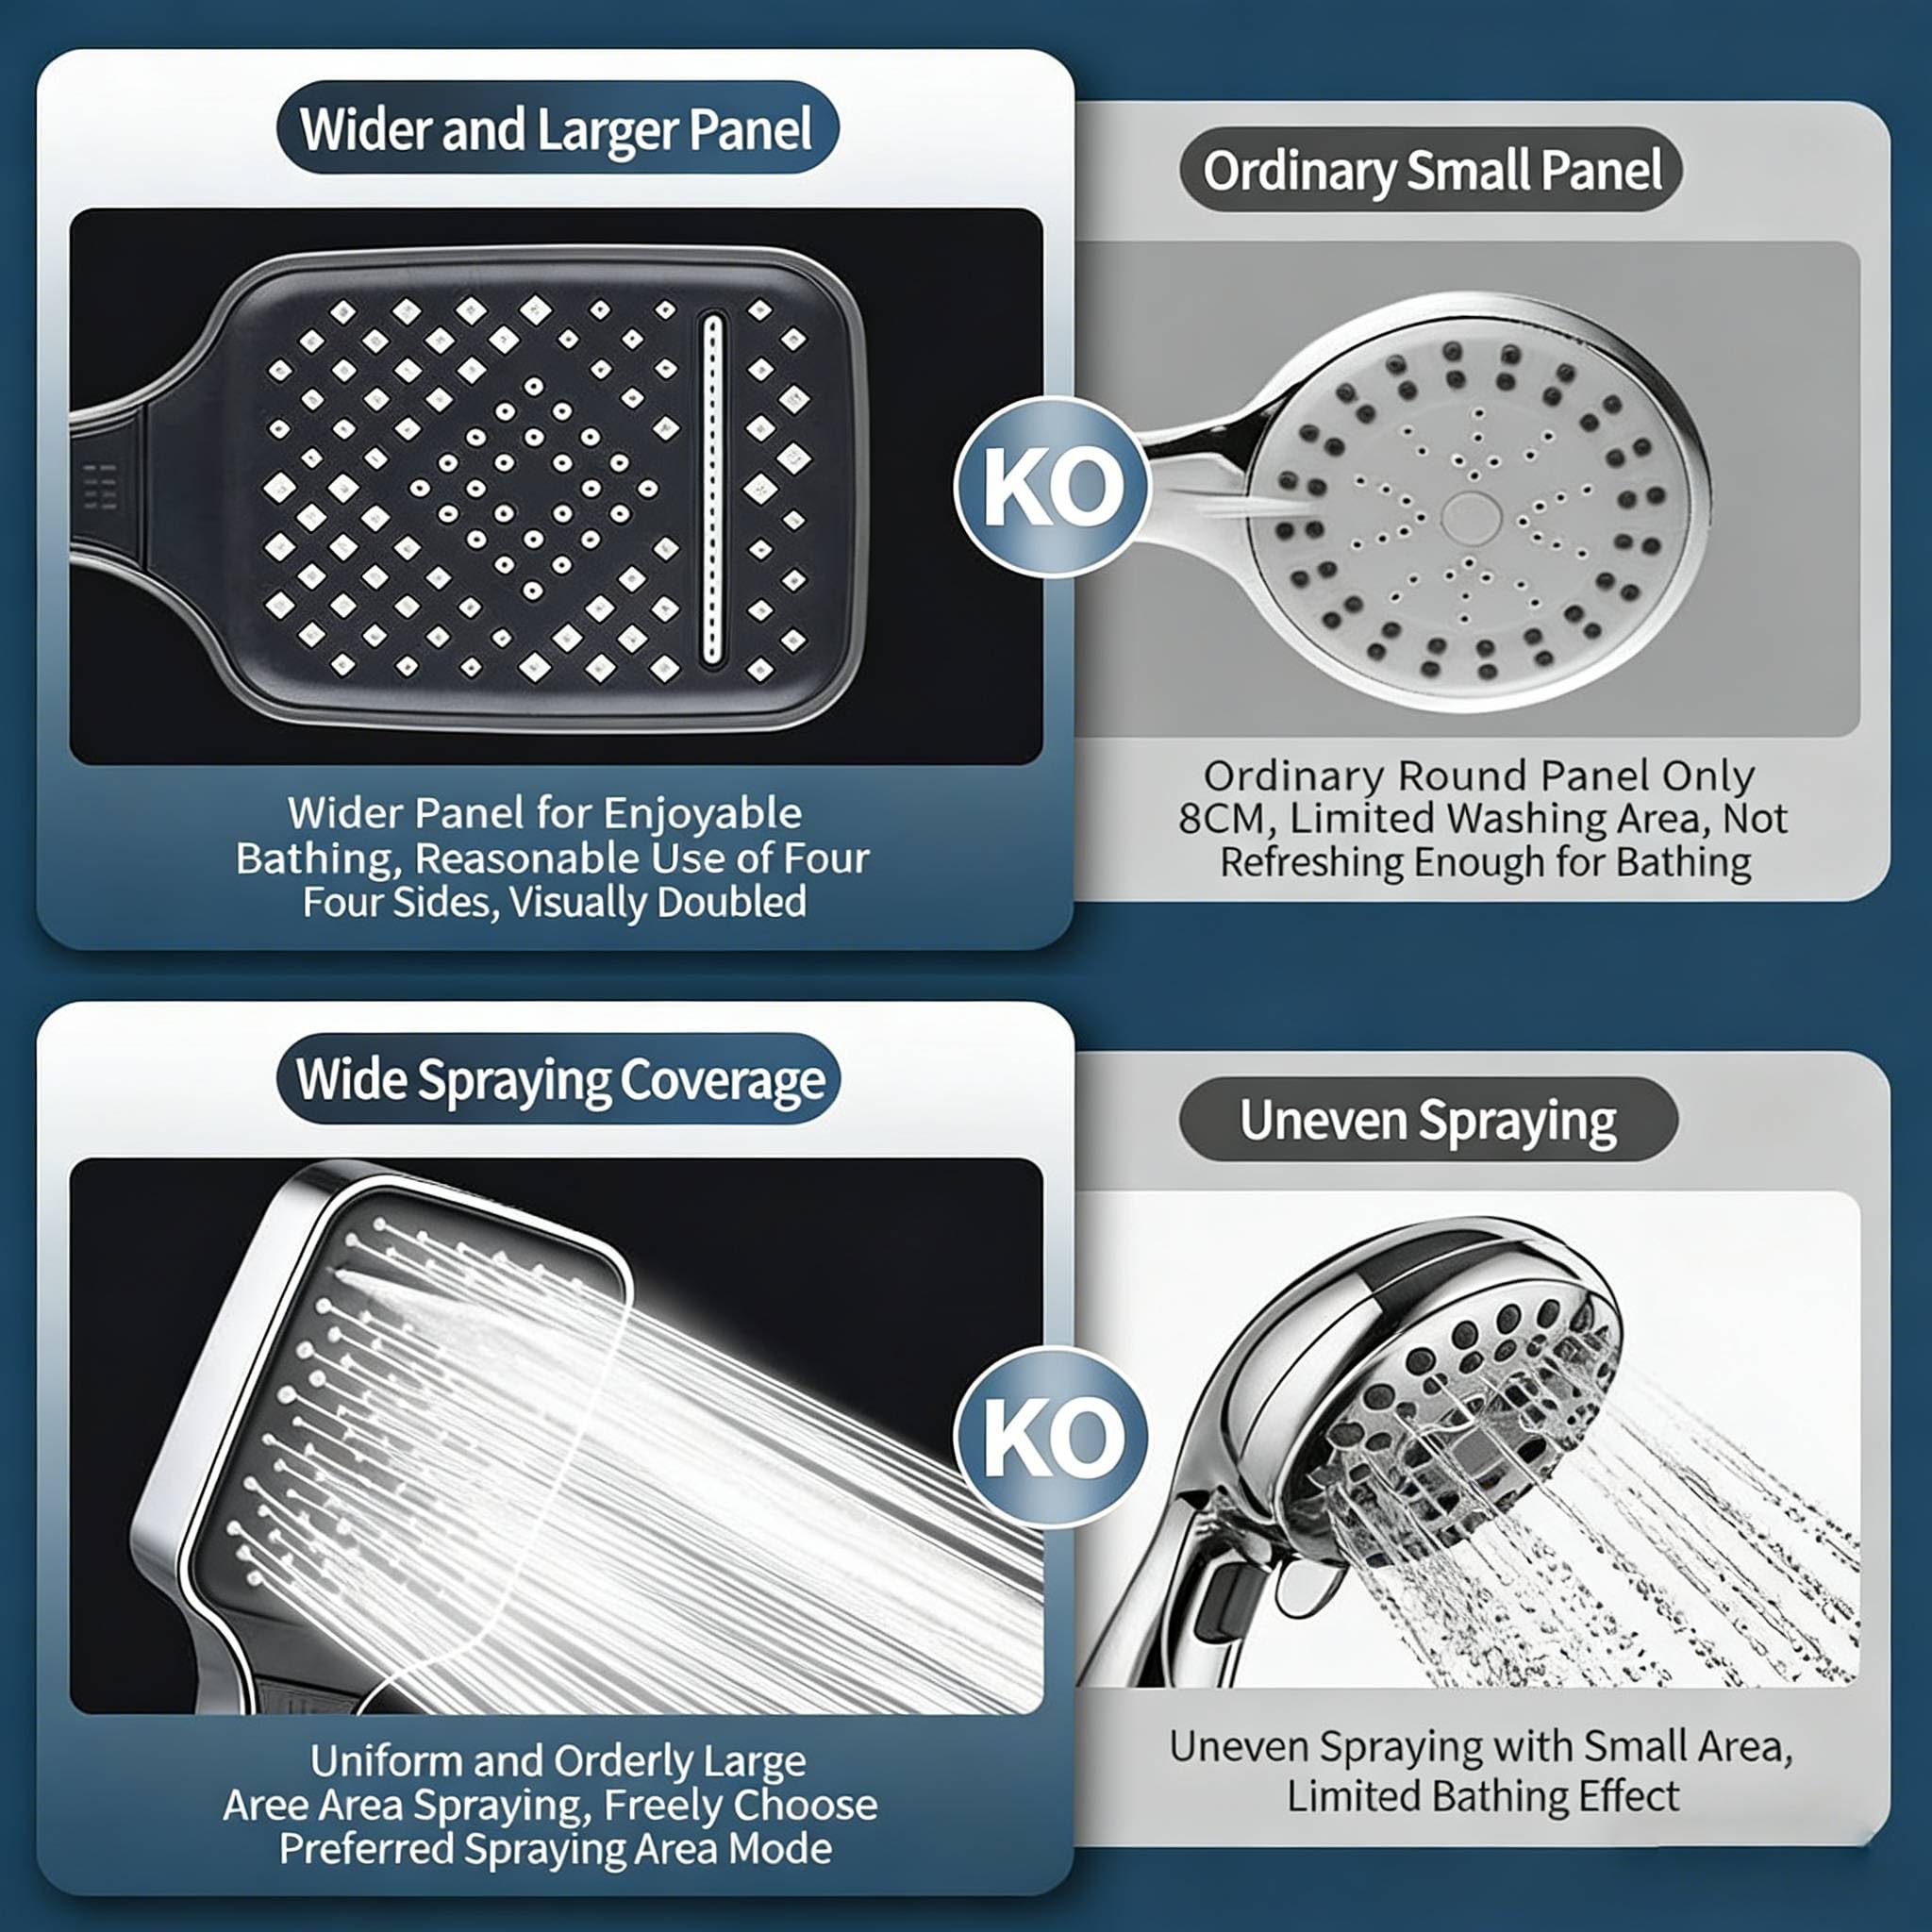 Wider and Larger Panel
Ordinary Small Panel
KO
Wider Panel for Enjoyable
Bathing, Reasonable Use of Four
Four Sides, Visually Doubled
Ordinary Round Panel Only
8CM, Limited Washing Area, Not
Refreshing Enough for Bathing
Wide Spraying Coverage
Uneven Spraying
KO
Uniform and Orderly Large
Aree Area Spraying, Freely Choose
Preferred Spraying Area Mode
Uneven Spraying with Small Area,
Limited Bathing Effect